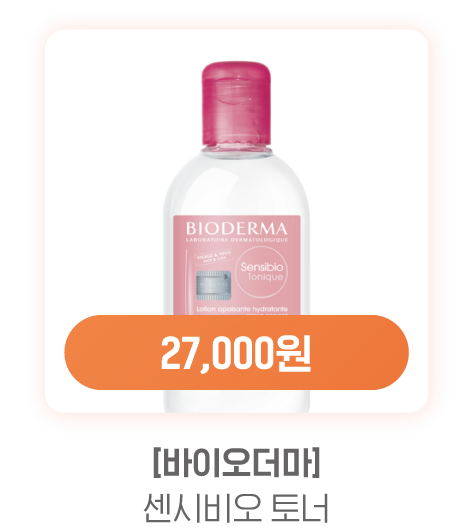 BIODERMA
LABORATOIRE DERMATOLOGIQUE
Sensibio
Tonique
Lotion apaisante hydratante
27,000원
[바이오더마]
센시비오 토너